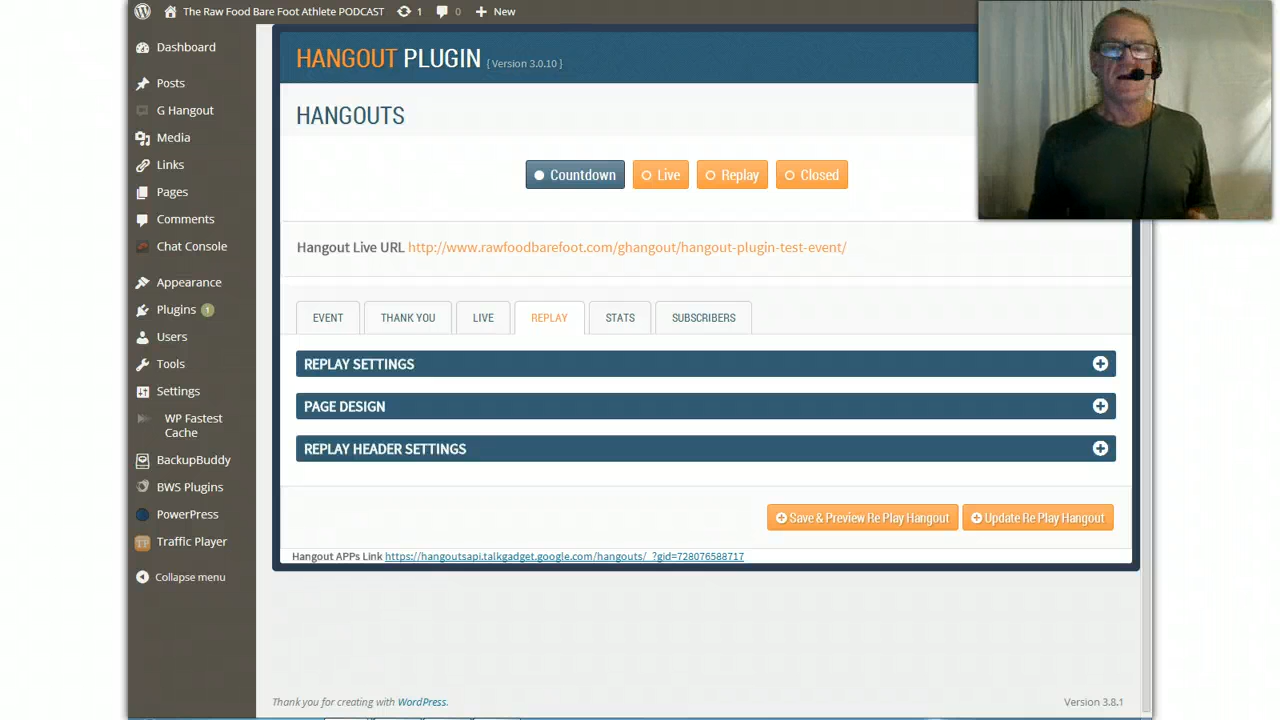 The Raw Food Bare Foot Athlete PODCAST 1 0 New
Dashboard
Posts
G Hangout
Media
Links
Pages
Comments
Chat Console
Appearance
Plugins 1
Users
Tools
Settings
WP Fastest
Cache
BackupBuddy
BWS Plugins
PowerPress
Traffic Player
Collapse menu
HANGOUT PLUGIN { Version 3.0.10 }
HANGOUTS
Countdown Live Replay Closed
Hangout Live URL http://www.rawfoodbarefoot.com/ghangout/hangout-plugin-test-event/
EVENT THANK YOU LIVE REPLAY STATS SUBSCRIBERS
REPLAY SETTINGS
PAGE DESIGN
REPLAY HEADER SETTINGS
Save & Preview Re Play Hangout Update Re Play Hangout
Hangout APPs Link https://hangoutsapi.talkgadget.google.com/hangouts/_?gid=728076588717
Thank you for creating with WordPress. Version 3.8.1